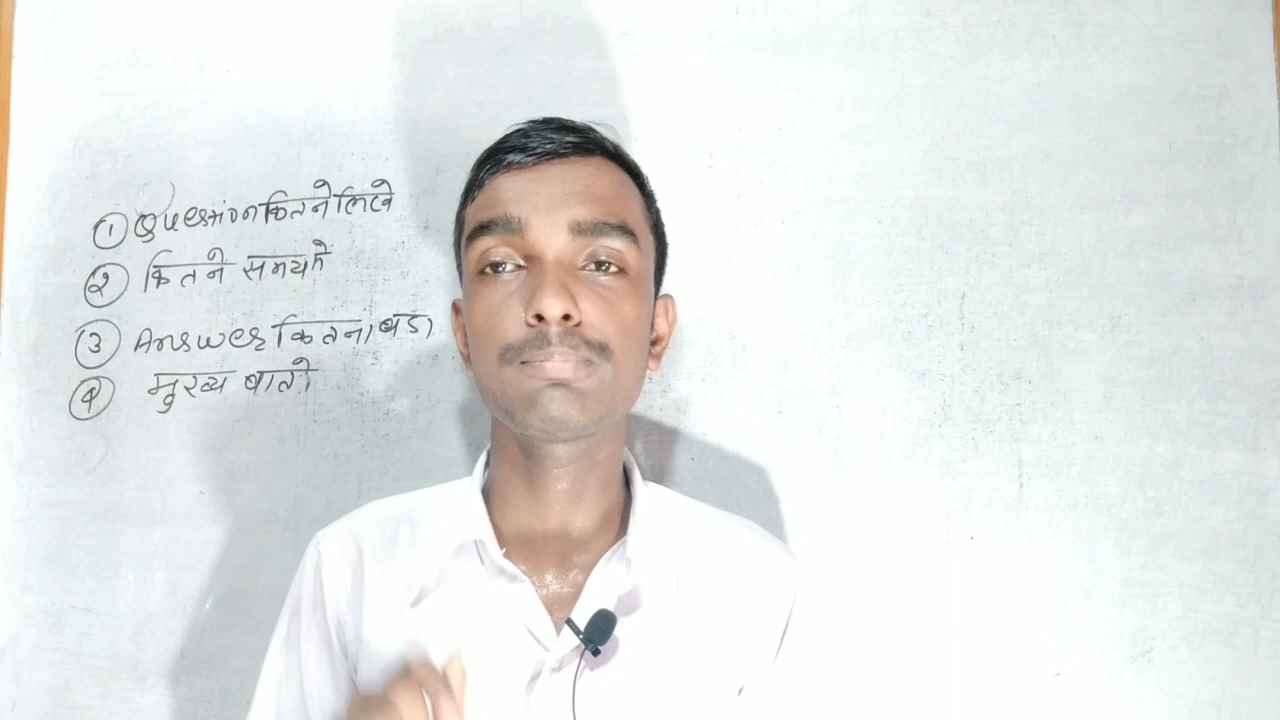 ① Question कितने लिखे
② कितने समय मे
③ Answer कितना बडा
④ मुख्य बाते